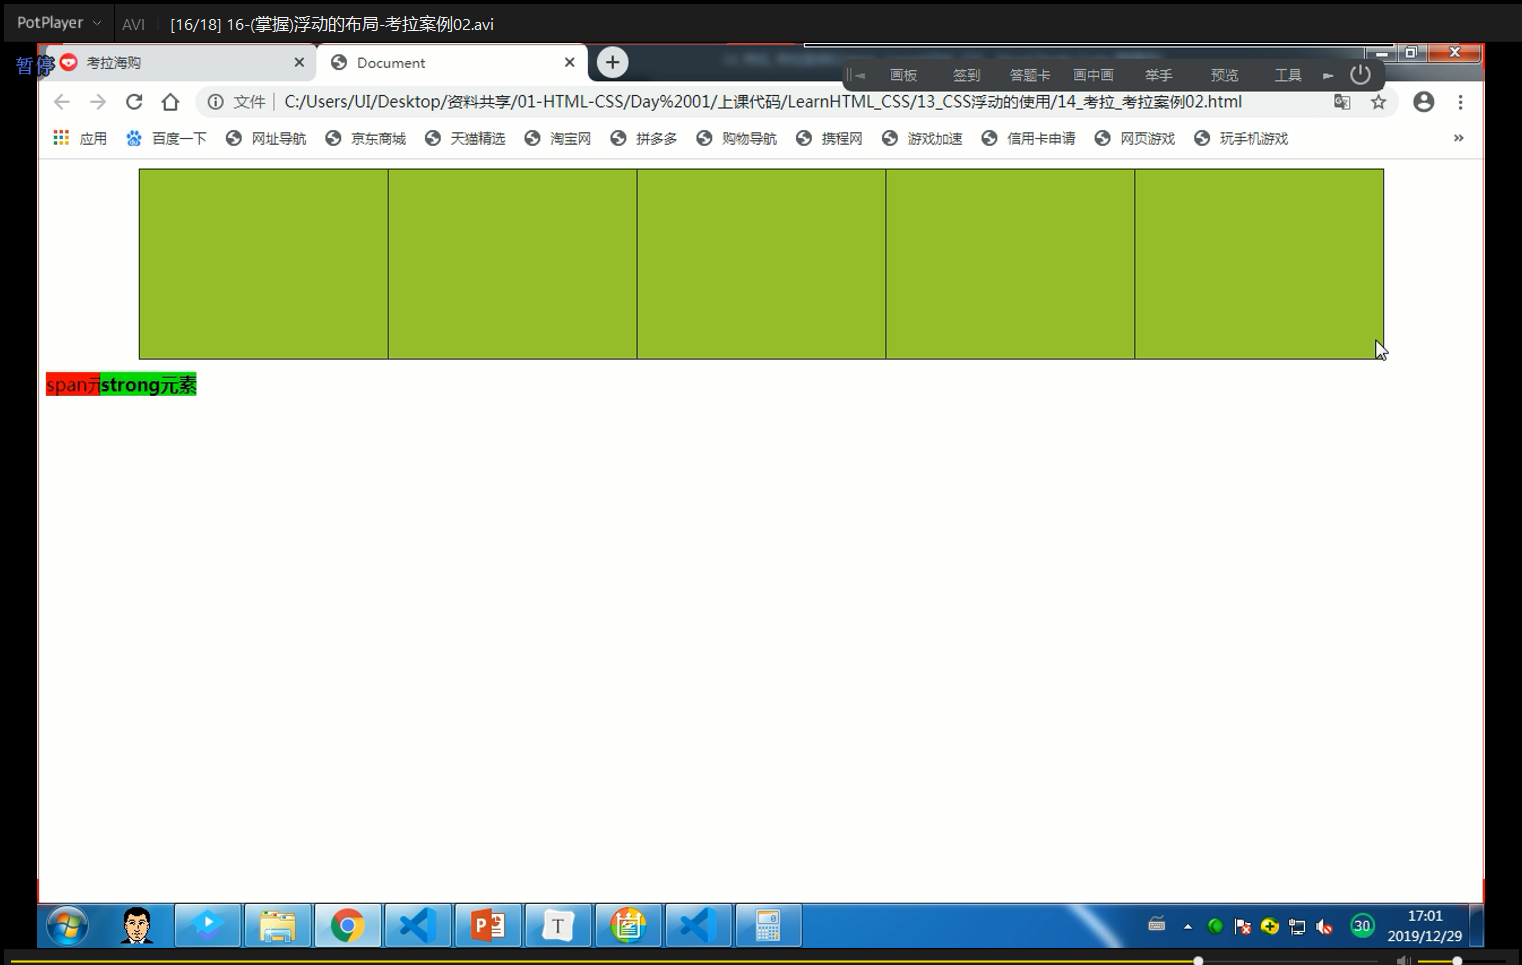 PotPlayer AVI [16/18] 16-(掌握)浮动的布局-考拉案例02.avi
暂停
考拉海购 Document
画板 签到 答题卡 画中画 举手 预览 工具
文件 C:/Users/UI/Desktop/资料共享/01-HTML-CSS/Day%2001/上课代码/LearnHTML_CSS/13_CSS浮动的使用/14_考拉_考拉案例02.html
应用 百度一下 网址导航 京东商城 天猫精选 淘宝网 拼多多 购物导航 携程网 游戏加速 信用卡申请 网页游戏 玩手机游戏 »
span strong元素
30 17:01
2019/12/29